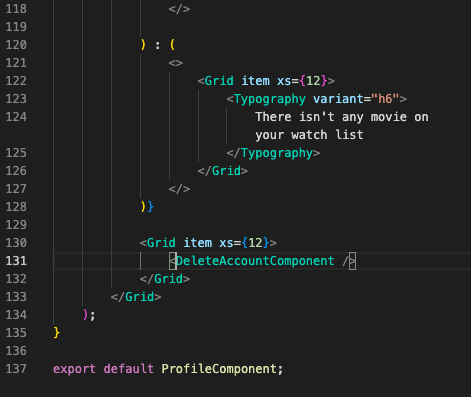 118 </>
119
120 ) : (
121 <>
122 <Grid item xs={12}>
123 <Typography variant="h6">
124 There isn't any movie on
your watch list
125 </Typography>
126 </Grid>
127 </>
128 )}
129
130 <Grid item xs={12}>
131 <DeleteAccountComponent />
132 </Grid>
133 </Grid>
134 );
135 }
136
137 export default ProfileComponent;